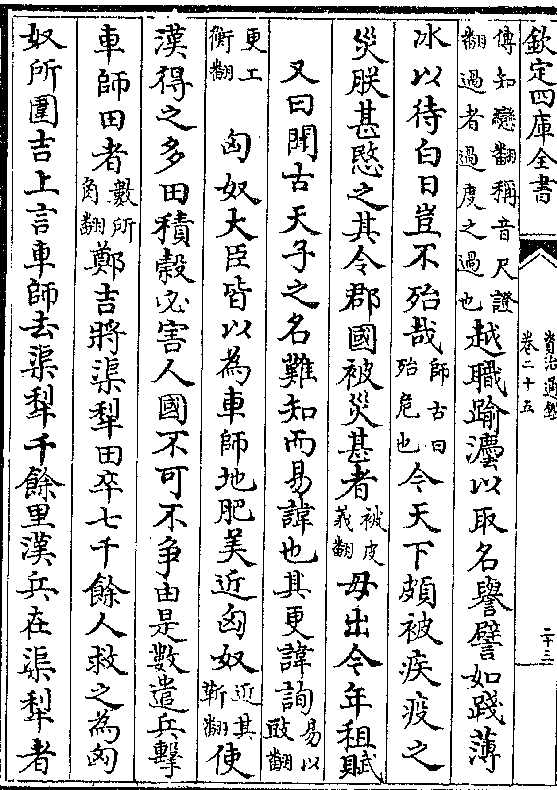 欽定四庫全書
資治通鑑
卷二十五
二十三
傳知戀翻稱音尺證翻過者過度之過也越職踰灋以取名譽譬如踐薄
冰以待白日豈不殆哉師古曰殆危也今天下頗被疾疫之
災朕甚愍之其令郡國被災甚者被皮義翻毋出今年租賦
又曰聞古天子之名難知而易諱也其更諱詢易以豉翻
更工衡翻匈奴大臣皆以為車師地肥美近匈奴近其靳翻使
漢得之多田積穀必害人國不可不爭由是數遣兵擊
車師田者數所角翻鄭吉將渠犂田卒七千餘人救之為匈
奴所圍吉上言車師去渠犂千餘里漢兵在渠犂者